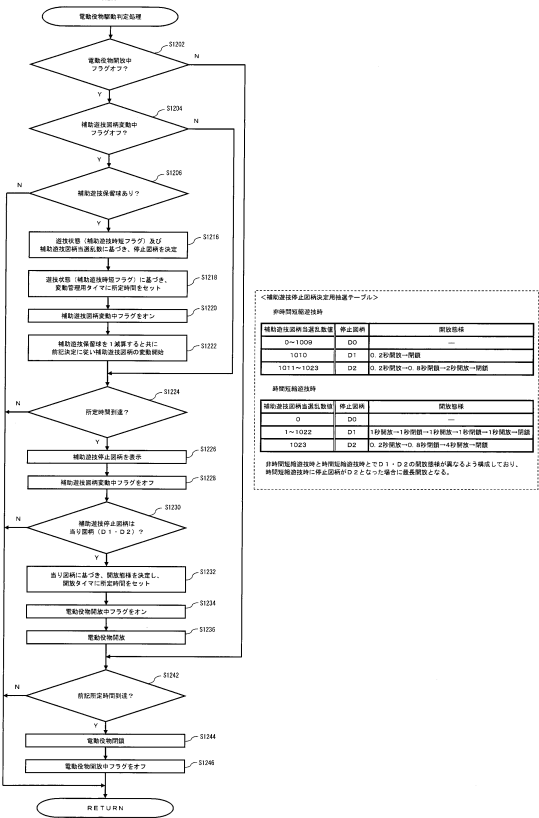 電動役物駆動判定処理
S1202
電動役物開放中
フラグオフ？
N
Y
S1204
補助遊技図柄変動中
フラグオフ？
N
Y
S1206
補助遊技保留球あり？
N
Y
S1216
遊技状態（補助遊技時短フラグ）及び
補助遊技図柄当選乱数に基づき、停止図柄を決定
S1218
遊技状態（補助遊技時短フラグ）に基づき、
変動管理用タイマに所定時間をセット
S1220
補助遊技図柄変動中フラグをオン
S1222
補助遊技保留球を１減算すると共に
前記決定に従い補助遊技図柄の変動開始
S1224
所定時間到達？
N
Y
S1226
補助遊技停止図柄を表示
S1228
補助遊技図柄変動中フラグをオフ
S1230
補助遊技停止図柄は
当り図柄（Ｄ１・Ｄ２）？
N
Y
S1232
当り図柄に基づき、開放態様を決定し、
開放タイマに所定時間をセット
S1234
電動役物開放中フラグをオン
S1236
電動役物開放
S1242
前記所定時間到達？
N
Y
S1244
電動役物閉鎖
S1246
電動役物開放中フラグをオフ
ＲＥＴＵＲＮ
＜補助遊技停止図柄決定用抽選テーブル＞
非時間短縮遊技時
補助遊技図柄当選乱数値 停止図柄 開放態様
0～1009 D0 ―
1010 D1 0．2秒開放→閉鎖
1011～1023 D2 0．2秒開放→0．8秒閉鎖→2秒開放→閉鎖
時間短縮遊技時
補助遊技図柄当選乱数値 停止図柄 開放態様
0 D0 ―
1～1022 D1 1秒開放→1秒閉鎖→1秒開放→1秒閉鎖→1秒開放→閉鎖
1023 D2 0．2秒開放→0．8秒閉鎖→4秒開放→閉鎖
非時間短縮遊技時と時間短縮遊技時とでＤ１・Ｄ２の開放態様が異なるよう構成しており、
時間短縮遊技時に停止図柄がＤ２となった場合に最長開放となる。